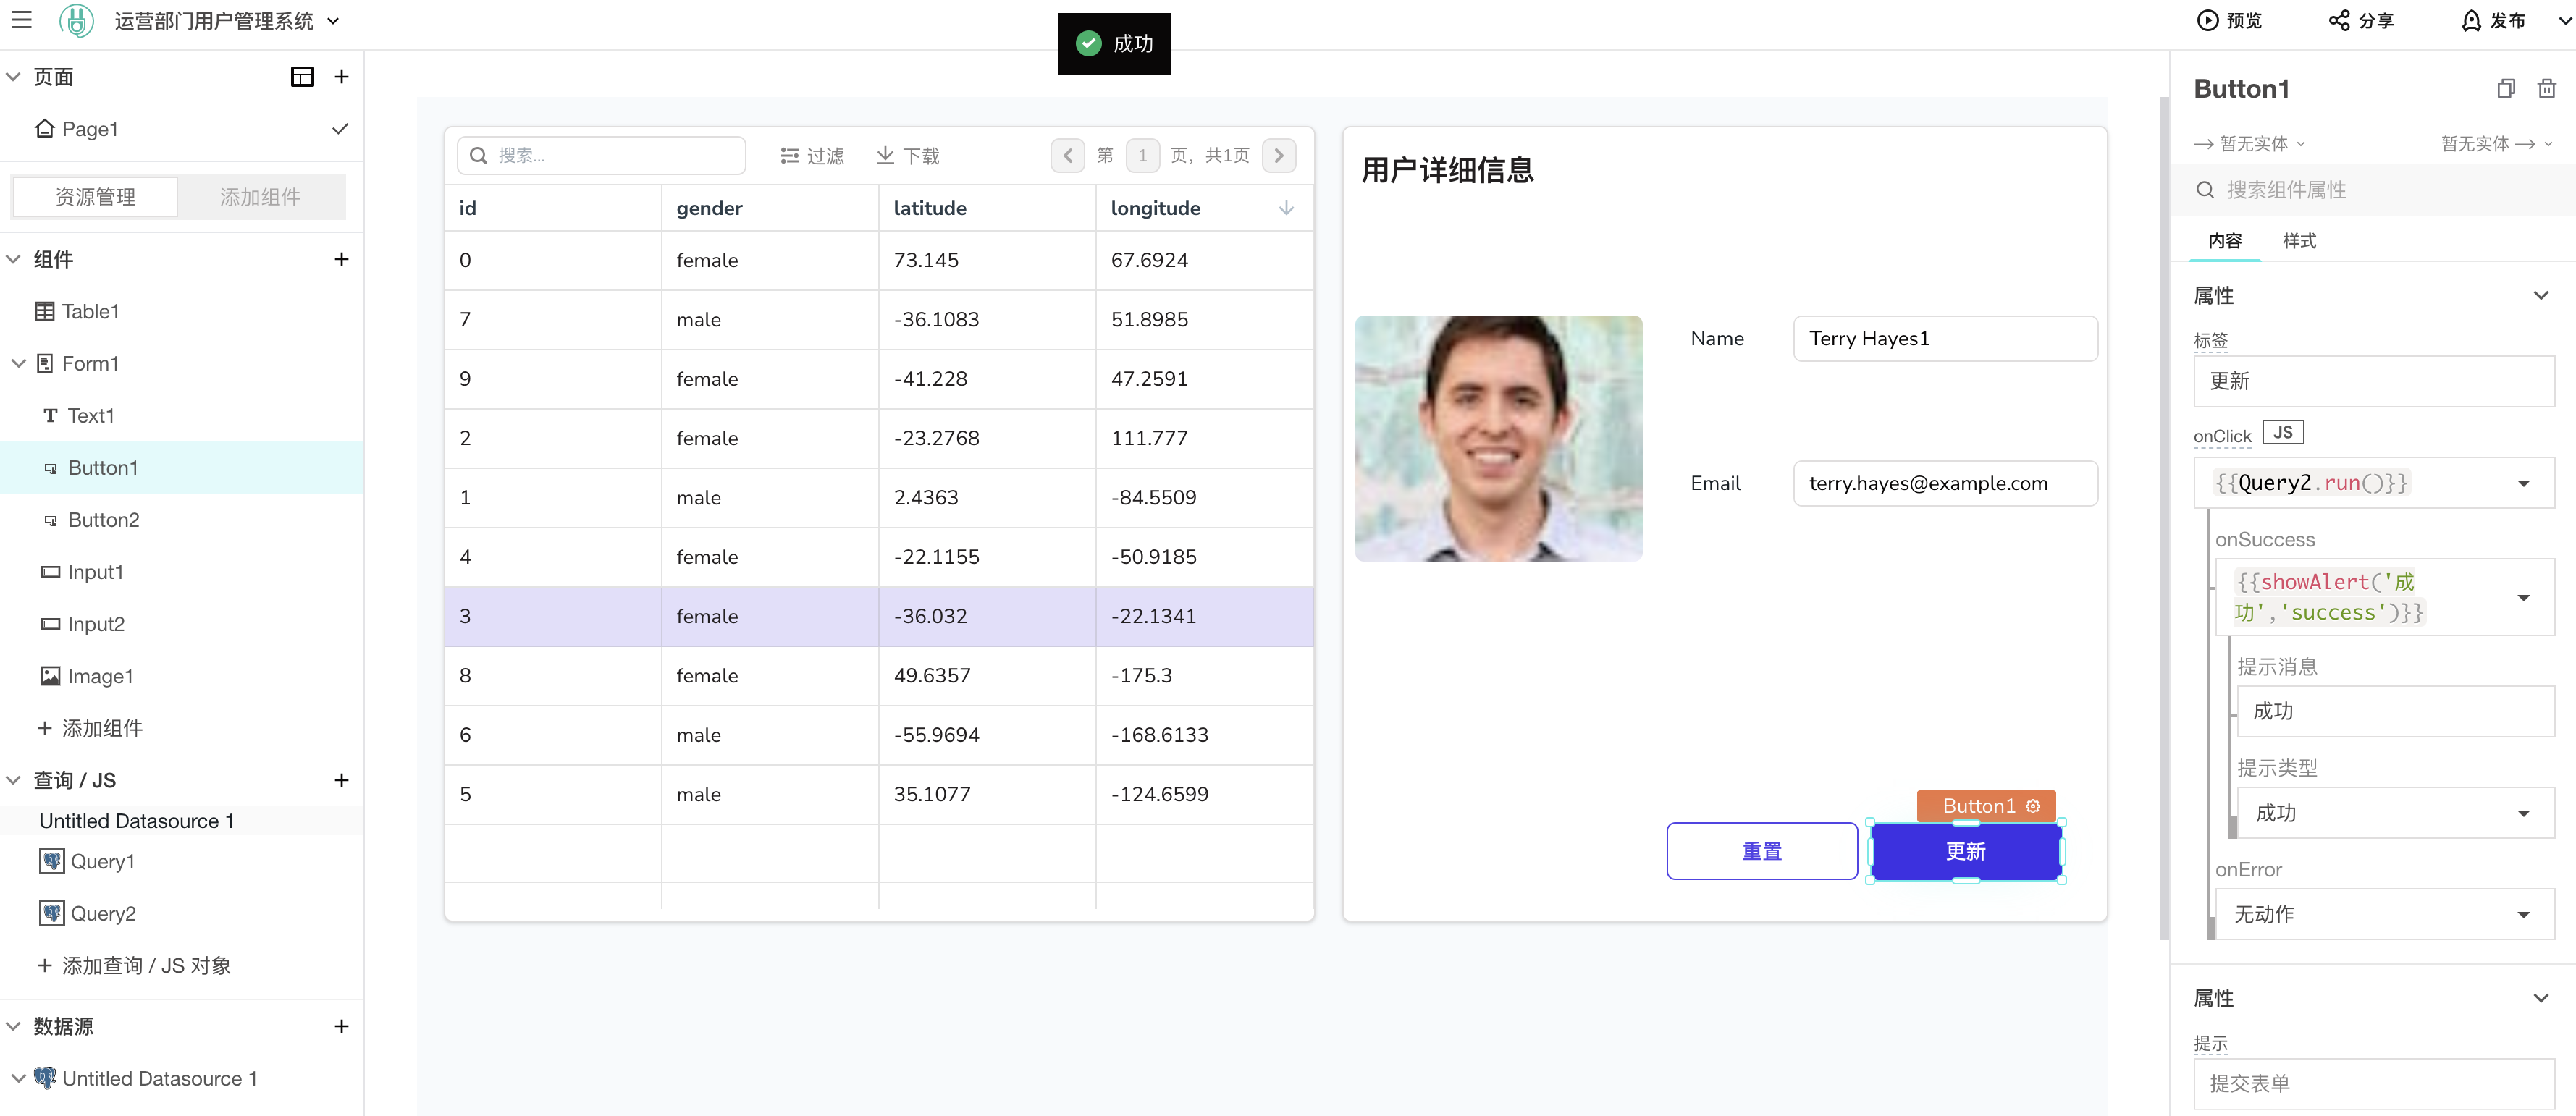 运营部门用户管理系统
成功
预览
分享
发布
页面
Page1
资源管理
添加组件
组件
Table1
Form1
Text1
Button1
Button2
Input1
Input2
Image1
添加组件
查询 / JS
Untitled Datasource 1
Query1
Query2
添加查询 / JS 对象
数据源
Untitled Datasource 1
搜索...
过滤
下载
第 1 页，共1页
id gender latitude longitude
0 female 73.145 67.6924
7 male -36.1083 51.8985
9 female -41.228 47.2591
2 female -23.2768 111.777
1 male 2.4363 -84.5509
4 female -22.1155 -50.9185
3 female -36.032 -22.1341
8 female 49.6357 -175.3
6 male -55.9694 -168.6133
5 male 35.1077 -124.6599
用户详细信息
Name Terry Hayes1
Email terry.hayes@example.com
Button1
重置
更新
Button1
暂无实体
暂无实体
搜索组件属性
内容
样式
属性
标签
更新
onClick JS
{{Query2.run()}}
onSuccess
{{showAlert('成
功','success')}}
提示消息
成功
提示类型
成功
onError
无动作
属性
提示
提交表单